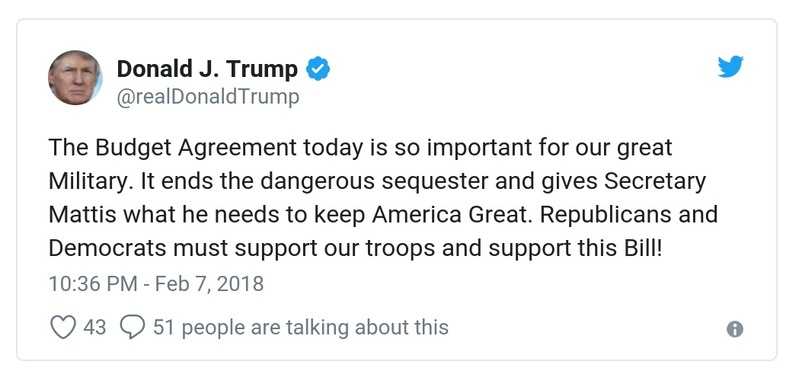 Donald J. Trump
@realDonaldTrump
The Budget Agreement today is so important for our great
Military. It ends the dangerous sequester and gives Secretary
Mattis what he needs to keep America Great. Republicans and
Democrats must support our troops and support this Bill!
10:36 PM - Feb 7, 2018
43 51 people are talking about this